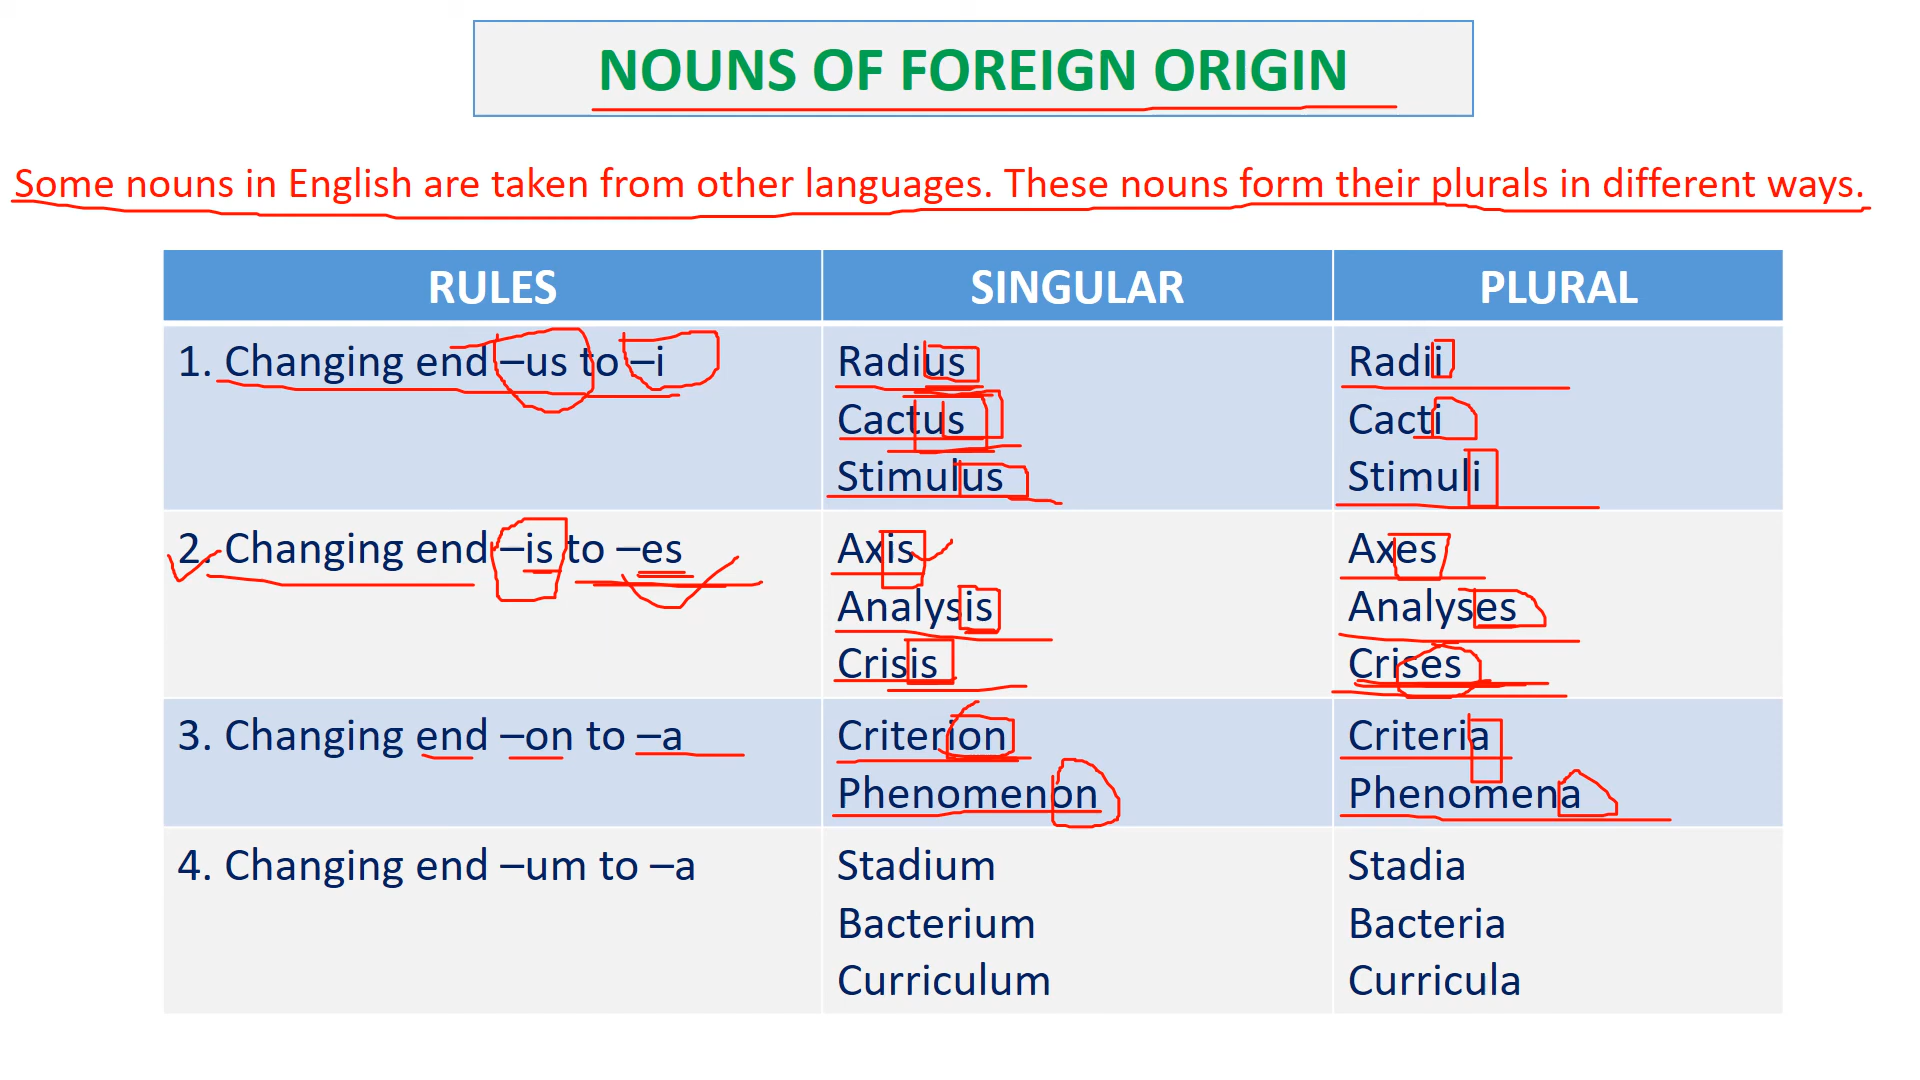 NOUNS OF FOREIGN ORIGIN
Some nouns in English are taken from other languages. These nouns form their plurals in different ways.
RULES SINGULAR PLURAL
1. Changing end –us to –i Radius Radii
Cactus Cacti
Stimulus Stimuli
2. Changing end –is to –es Axis Axes
Analysis Analyses
Crisis Crises
3. Changing end –on to –a Criterion Criteria
Phenomenon Phenomena
4. Changing end –um to –a Stadium Stadia
Bacterium Bacteria
Curriculum Curricula